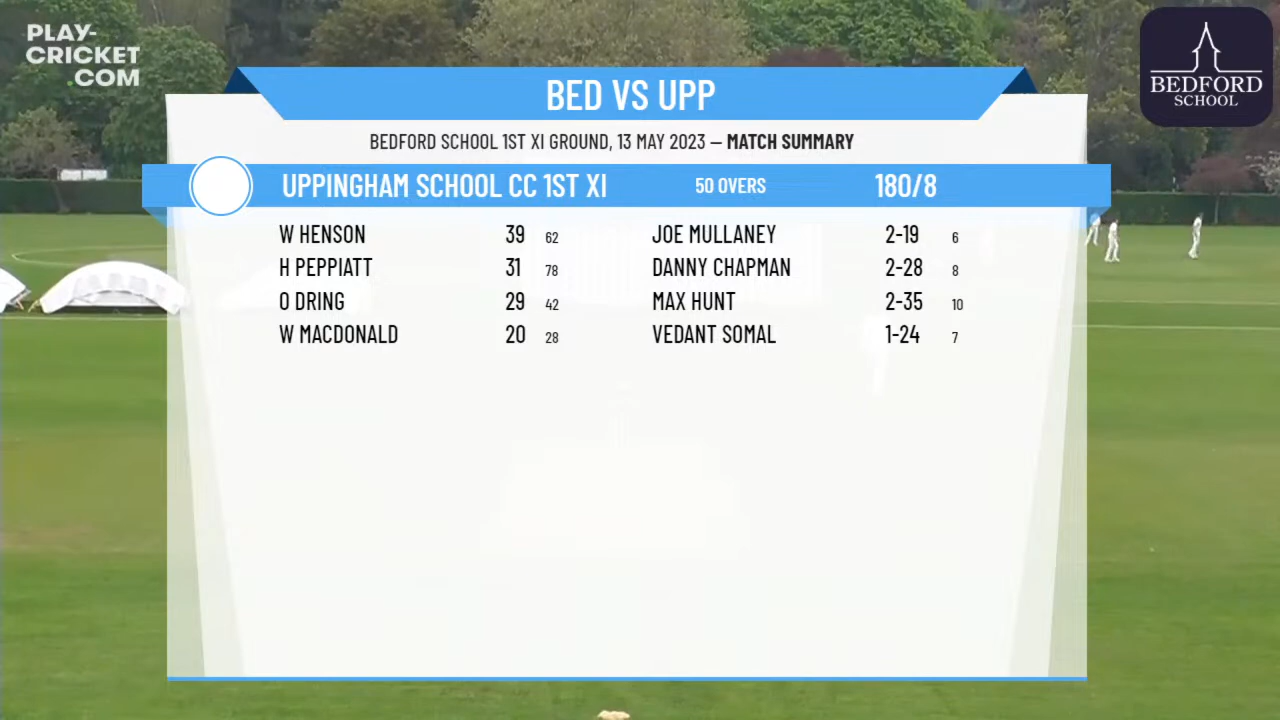 PLAY-
CRICKET
.COM
BEDFORD
SCHOOL
BED VS UPP
BEDFORD SCHOOL 1ST XI GROUND, 13 MAY 2023 – MATCH SUMMARY
UPPINGHAM SCHOOL CC 1ST XI 50 OVERS 180/8
W HENSON 39 62 JOE MULLANEY 2-19 6
H PEPPIATT 31 78 DANNY CHAPMAN 2-28 8
O DRING 29 42 MAX HUNT 2-35 10
W MACDONALD 20 28 VEDANT SOMAL 1-24 7